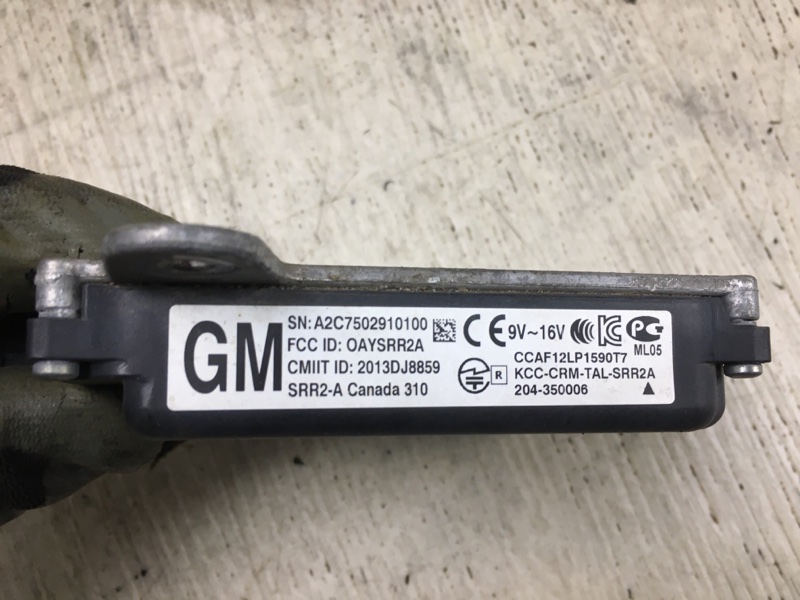 GM
SN: A2C7502910100
FCC ID: OAYSRR2A
CMIIT ID: 2013DJ8859
SRR2-A Canada 310
CE 9V~16V
ML05
CCAF12LP1590T7
R KCC-CRM-TAL-SRR2A
204-350006